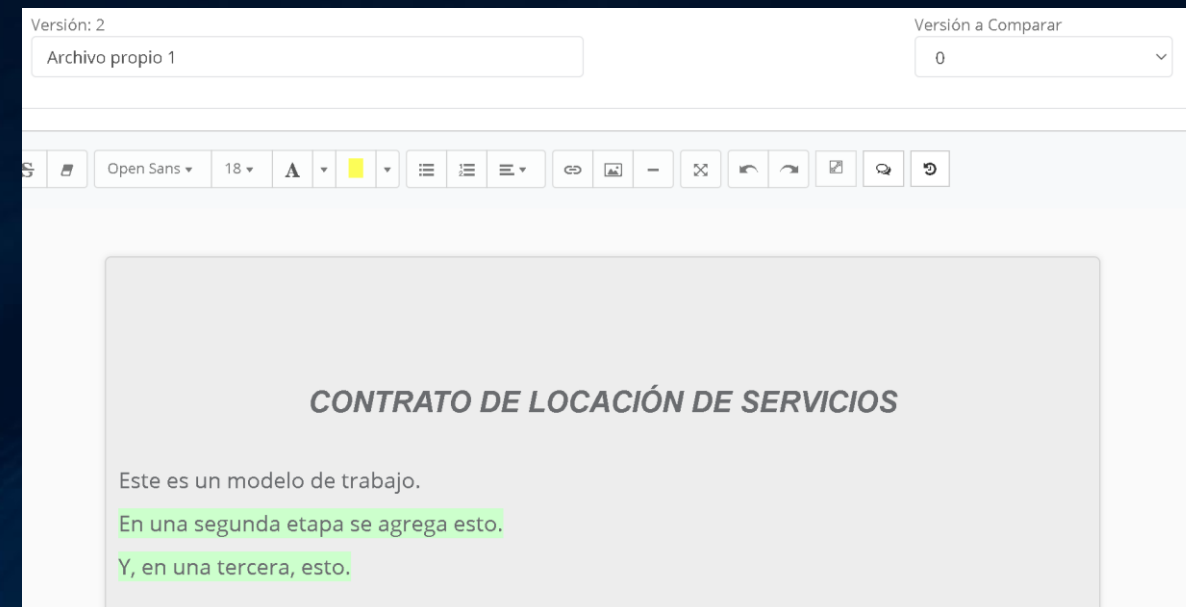 Versión: 2
Versión a Comparar
Archivo propio 1
0
S
Open Sans
18
A
CONTRATO DE LOCACIÓN DE SERVICIOS
Este es un modelo de trabajo.
En una segunda etapa se agrega esto.
Y, en una tercera, esto.